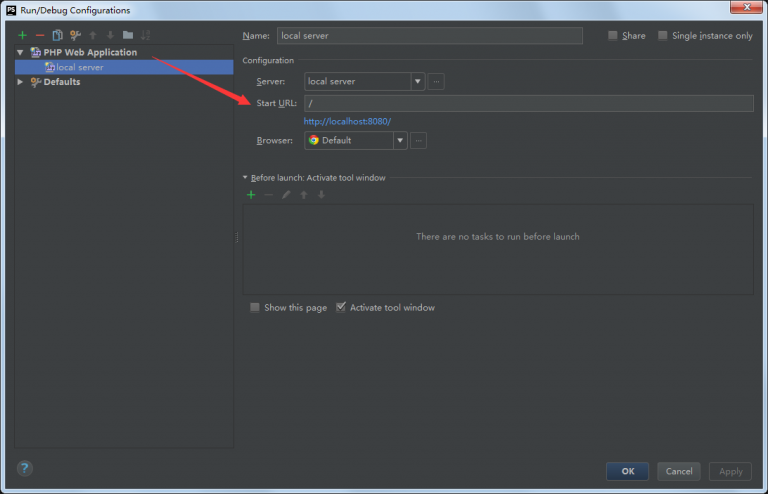 PS Run/Debug Configurations
Name: local server Share Single instance only
PHP Web Application
local server
Defaults
Configuration
Server: local server ...
Start URL: /
http://localhost:8080/
Browser: Default ...
Before launch: Activate tool window
There are no tasks to run before launch
Show this page Activate tool window
? OK Cancel Apply